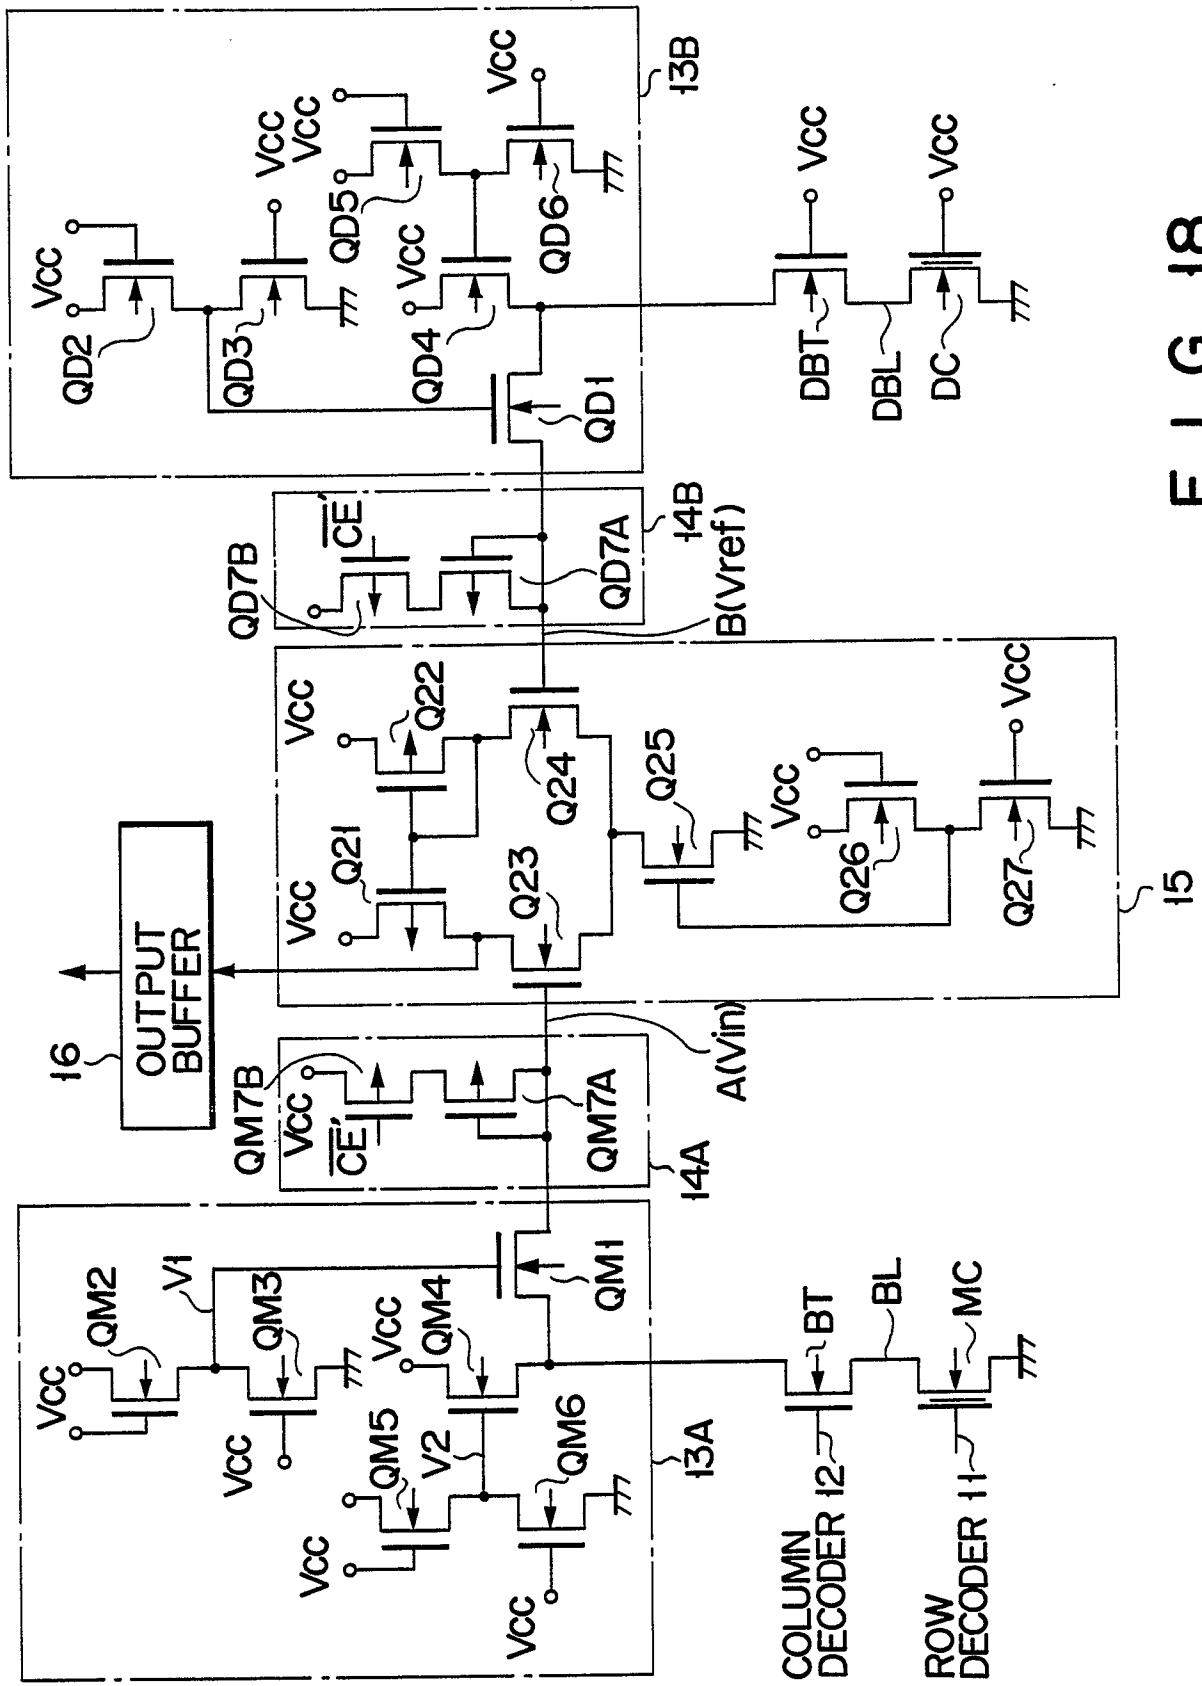 16
OUTPUT
BUFFER
VCC
QM2
V1
QM3
VCC
QM7B
VCC
CE'
QM7A
14A
VCC
QM5
V2
VCC
QM4
QM6
VCC
QM1
13A
A(Vin)
COLUMN
DECODER 12
BT
BL
ROW
DECODER 11
MC
VCC
Q21
VCC
Q22
Q23
Q24
Q25
VCC
Q26
Q27
VCC
15
QD7B
CE'
QD7A
14B
B(Vref)
VCC
QD2
QD3
VCC
VCC
QD5
VCC
QD4
QD6
VCC
QD1
13B
DBT
VCC
DBL
DC
VCC
FIG 18